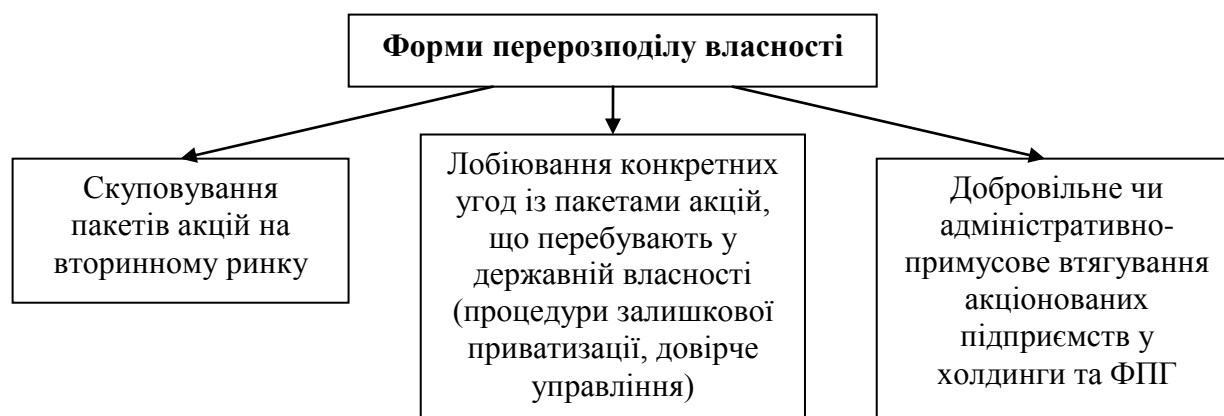 Форми перерозподілу власності
Скуповування
пакетів акцій на
вторинному ринку
Лобіювання конкретних
угод із пакетами акцій,
що перебувають у
державній власності
(процедури залишкової
приватизації, довірче
управління)
Добровільне чи
адміністративно-
примусове втягування
акціонованих
підприємств у
холдинги та ФПГ